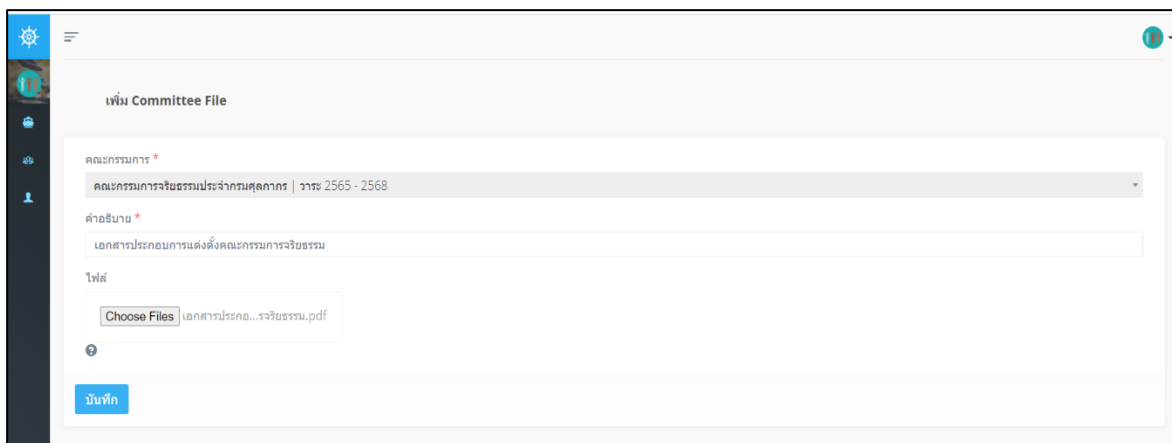 เพิ่ม Committee File
คณะกรรมการ *
คณะกรรมการจริยธรรมประจำกรมศุลกากร | วาระ 2565 - 2568
คำอธิบาย *
เอกสารประกอบการแต่งตั้งคณะกรรมการจริยธรรม
ไฟล์
Choose Files เอกสารประกอ...รจริยธรรม.pdf
บันทึก